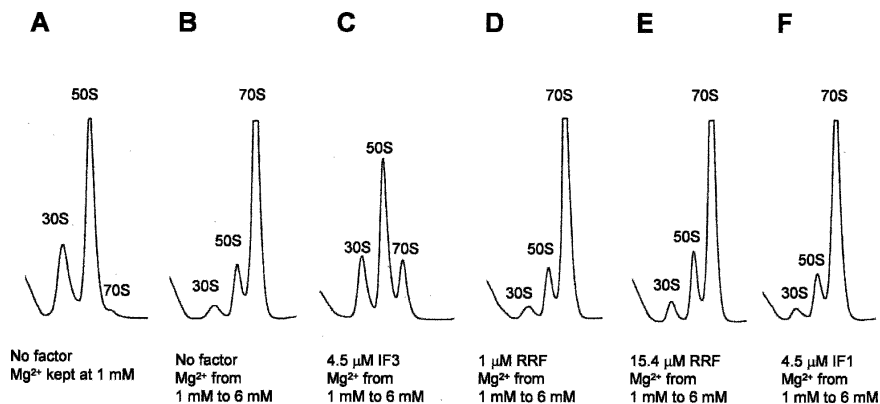 A
B
C
D
E
F
50S
30S
70S
70S
50S
30S
50S
30S
70S
70S
50S
30S
70S
50S
30S
70S
50S
30S
No factor
Mg²⁺ kept at 1 mM
No factor
Mg²⁺ from
1 mM to 6 mM
4.5 µM IF3
Mg²⁺ from
1 mM to 6 mM
1 µM RRF
Mg²⁺ from
1 mM to 6 mM
15.4 µM RRF
Mg²⁺ from
1 mM to 6 mM
4.5 µM IF1
Mg²⁺ from
1 mM to 6 mM